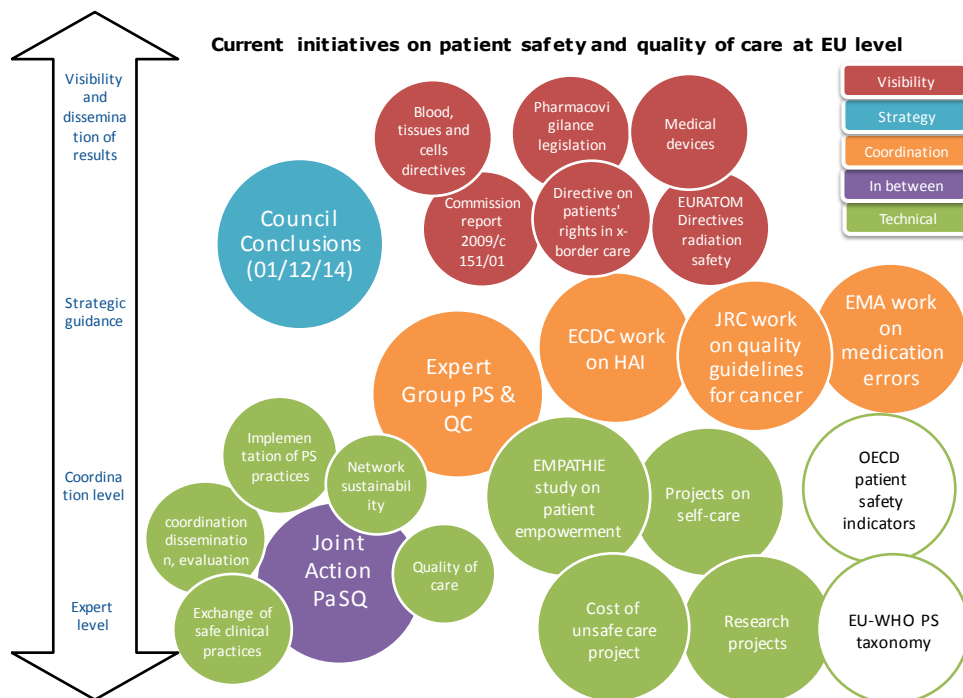 Current initiatives on patient safety and quality of care at EU level
Visibility
and
dissemina
tion of
results
Strategic
guidance
Coordina
tion level
Expert
level
Visibility
Strategy
Coordination
In between
Technical
Blood,
tissues and
cells
directives
Pharmacovi
gilance
legislation
Medical
devices
Commission
report
2009/c
151/01
Directive on
patients'
rights in x-
border care
EURATOM
Directives
radiation
safety
Council
Conclusions
(01/12/14)
Expert
Group PS &
QC
ECDC work
on HAI
JRC work
on quality
guidelines
for cancer
EMA work
on
medication
errors
Implemen
tation of PS
practices
Network
sustainabi
lity
coordination
disseminatio
n, evaluation
Joint
Action
PaSQ
Quality of
care
Exchange of
safe clinical
practices
EMPATHIE
study on
patient
empowerment
Projects on
self-care
OECD
patient
safety
indicators
Cost of
unsafe care
project
Research
projects
EU-WHO PS
taxonomy